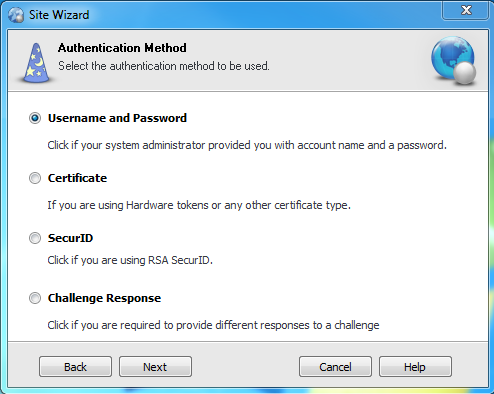 Site Wizard
Authentication Method
Select the authentication method to be used.
Username and Password
Click if your system administrator provided you with account name and a password.
Certificate
If you are using Hardware tokens or any other certificate type.
SecurID
Click if you are using RSA SecurID.
Challenge Response
Click if you are required to provide different responses to a challenge
Back Next Cancel Help